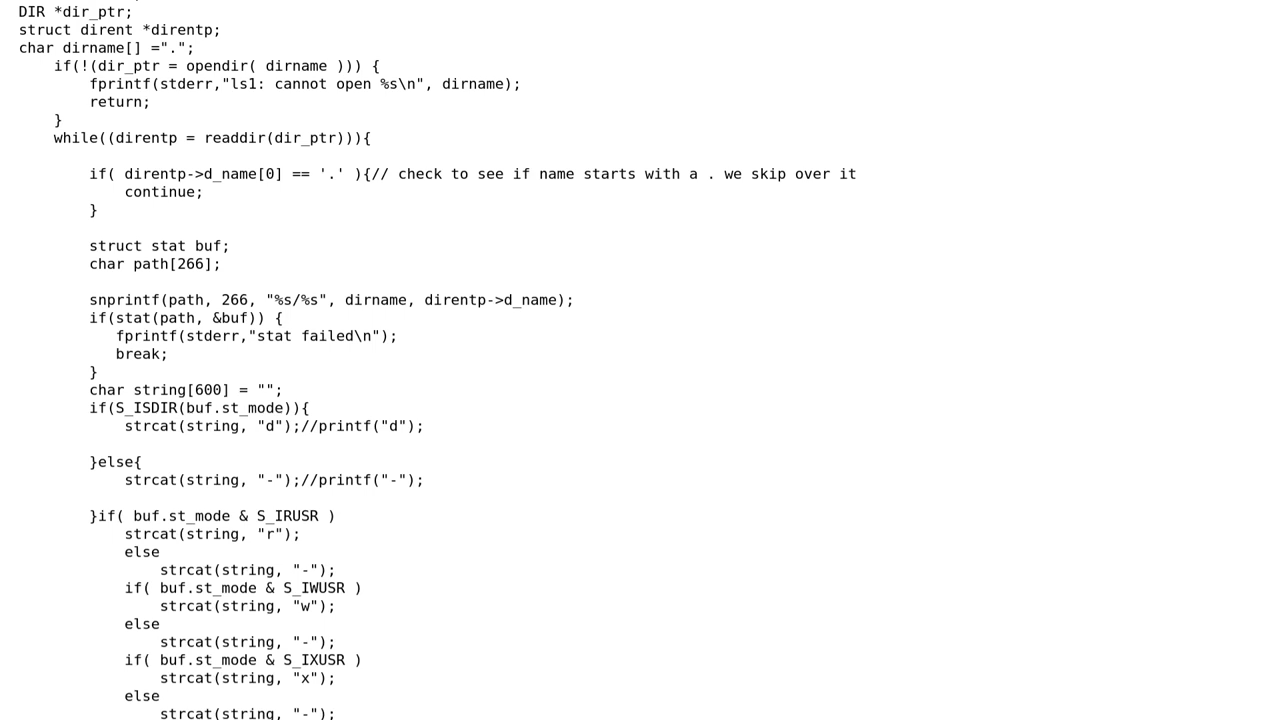 DIR *dir_ptr;
struct dirent *direntp;
char dirname[] =".";
    if(!(dir_ptr = opendir( dirname ))) {
        fprintf(stderr,"ls1: cannot open %s\n", dirname);
        return;
    }
    while((direntp = readdir(dir_ptr))){

        if( direntp->d_name[0] == '.' ){// check to see if name starts with a . we skip over it
            continue;
        }

        struct stat buf;
        char path[266];

        snprintf(path, 266, "%s/%s", dirname, direntp->d_name);
        if(stat(path, &buf)) {
           fprintf(stderr,"stat failed\n");
           break;
        }
        char string[600] = "";
        if(S_ISDIR(buf.st_mode)){
            strcat(string, "d");//printf("d");

        }else{
            strcat(string, "-");//printf("-");

        }if( buf.st_mode & S_IRUSR )
            strcat(string, "r");
            else
                strcat(string, "-");
            if( buf.st_mode & S_IWUSR )
                strcat(string, "w");
            else
                strcat(string, "-");
            if( buf.st_mode & S_IXUSR )
                strcat(string, "x");
            else
                strcat(string, "-");